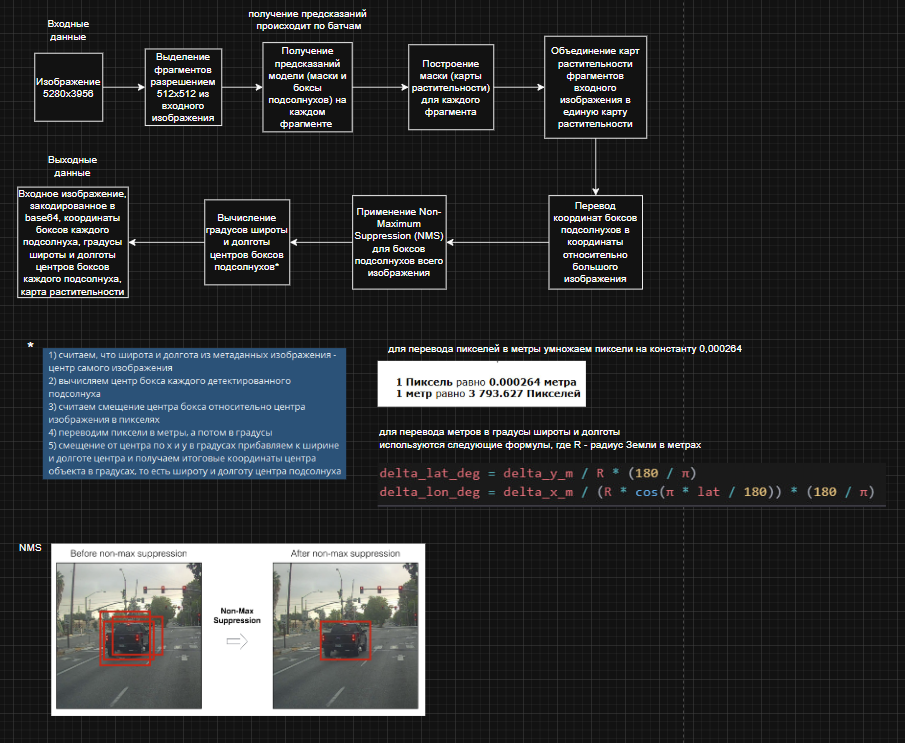 Входные
данные
получение предсказаний
происходит по батчам
Изображение
5280x3956
Выделение
фрагментов
разрешением
512x512 из
входного
изображения
Получение
предсказаний
модели (маски и
боксы
подсолнухов) на
каждом
фрагменте
Построение
маски (карты
растительности)
для каждого
фрагмента
Объединение карт
растительности
фрагментов
входного
изображения в
единую карту
растительности
Выходные
данные
Входное изображение,
закодированное в
base64, координаты
боксов каждого
подсолнуха, градусы
широты и долготы
центров боксов
каждого подсолнуха,
карта растительности
Вычисление
градусов широты
и долготы
центров боксов
подсолнухов*
Применение Non-
Maximum
Suppression (NMS)
для боксов
подсолнухов всего
изображения
Перевод
координат боксов
подсолнухов в
координаты
относительно
большого
изображения
*
1) считаем, что широта и долгота из метаданных изображения -
центр самого изображения
2) вычисляем центр бокса каждого детектированного
подсолнуха
3) считаем смещение центра бокса относительно центра
изображения в пикселях
4) переводим пиксели в метры, а потом в градусы
5) смещение от центра по x и y в градусах прибавляем к ширине
и долготе центра и получаем итоговые координаты центра
объекта в градусах, то есть широту и долготу центра подсолнуха
для перевода пикселей в метры умножаем пиксели на константу 0,000264
1 Пиксель равно 0.000264 метра
1 метр равно 3 793.627 Пикселей
для перевода метров в градусы широты и долготы
используются следующие формулы, где R - радиус Земли в метрах
delta_lat_deg = delta_y_m / R * (180 / π)
delta_lon_deg = delta_x_m / (R * cos(π * lat / 180)) * (180 / π)
NMS
Before non-max suppression
After non-max suppression
Non-Max
Suppression